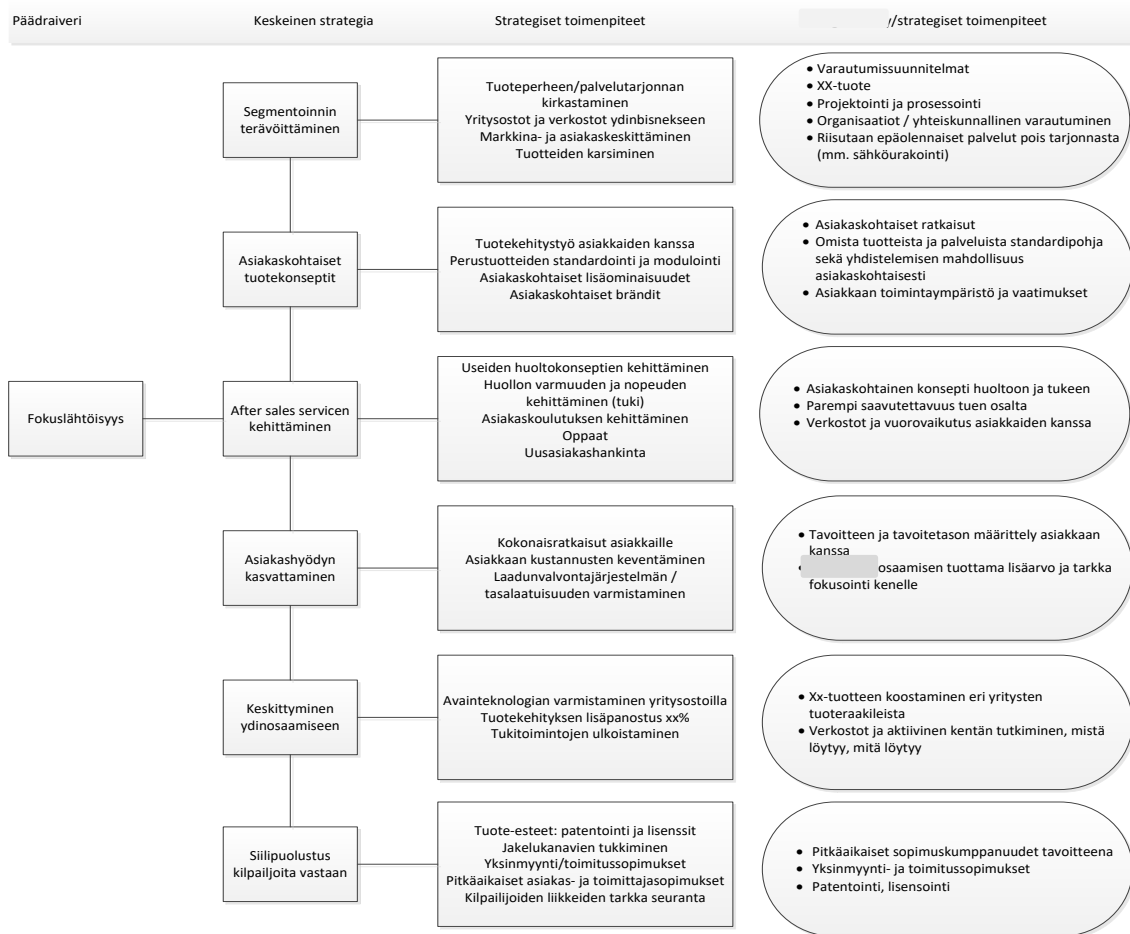 Päädraiveri
Keskeinen strategia
Strategiset toimenpiteet
/strategiset toimenpiteet
Fokuslähtöisyys
Segmentoinnin
terävöittäminen
Tuoteperheen/palvelutarjonnan
kirkastaminen
Yritysostot ja verkostot ydinbisnekseen
Markkina- ja asiakaskeskittäminen
Tuotteiden karsiminen
• Varautumissuunnitelmat
• XX-tuote
• Projektointi ja prosessointi
• Organisaatiot / yhteiskunnallinen varautuminen
• Riisutaan epäolennaiset palvelut pois tarjonnasta
(mm. sähköurakointi)
Asiakaskohtaiset
tuotekonseptit
Tuotekehitystyö asiakkaiden kanssa
Perustuotteiden standardointi ja modulointi
Asiakaskohtaiset lisäominaisuudet
Asiakaskohtaiset brändit
• Asiakaskohtaiset ratkaisut
• Omista tuotteista ja palveluista standardipohja
sekä yhdistelemisen mahdollisuus
asiakaskohtaisesti
• Asiakkaan toimintaympäristö ja vaatimukset
After sales servicen
kehittäminen
Useiden huoltokonseptien kehittäminen
Huollon varmuuden ja nopeuden
kehittäminen (tuki)
Asiakaskoulutuksen kehittäminen
Oppaat
Uusasiakashankinta
• Asiakaskohtainen konsepti huoltoon ja tukeen
• Parempi saavutettavuus tuen osalta
• Verkostot ja vuorovaikutus asiakkaiden kanssa
Asiakashyödyn
kasvattaminen
Kokonaisratkaisut asiakkaille
Asiakkaan kustannusten keventäminen
Laadunvalvontajärjestelmän /
tasalaatuisuuden varmistaminen
• Tavoitteen ja tavoitetason määrittely asiakkaan
kanssa
• osaamisen tuottama lisäarvo ja tarkka
fokusointi kenelle
Keskittyminen
ydinosaamiseen
Avainteknologian varmistaminen yritysostoilla
Tuotekehityksen lisäpanostus xx%
Tukitoimintojen ulkoistaminen
• Xx-tuotteen koostaminen eri yritysten
tuoteraakileista
• Verkostot ja aktiivinen kentän tutkiminen, mistä
löytyy, mitä löytyy
Siilipuolustus
kilpailjoita vastaan
Tuote-esteet: patentointi ja lisenssit
Jakelukanavien tukkiminen
Yksinmyynti/toimitussopimukset
Pitkäaikaiset asiakas- ja toimittajasopimukset
Kilpailijoiden liikkeiden tarkka seuranta
• Pitkäaikaiset sopimuskumppanuudet tavoitteena
• Yksinmyynti- ja toimitussopimukset
• Patentointi, lisensointi